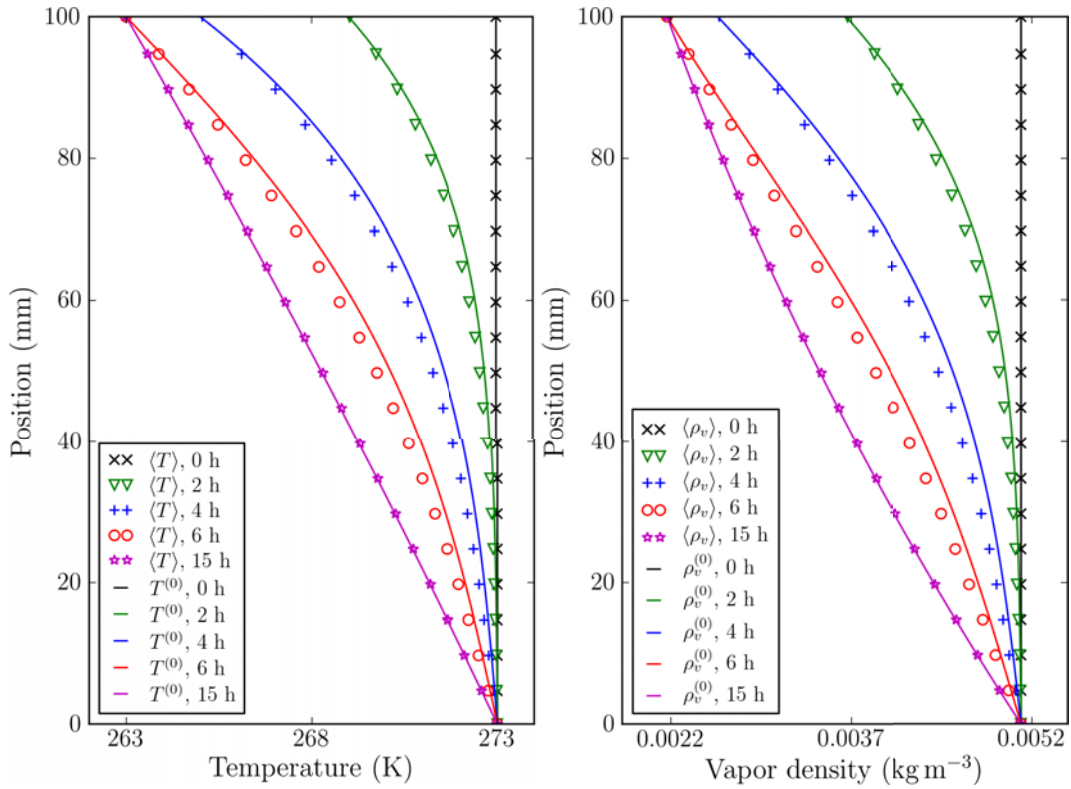 100
80
60
40
20
0
Position (mm)
⟨T⟩, 0 h
⟨T⟩, 2 h
⟨T⟩, 4 h
⟨T⟩, 6 h
⟨T⟩, 15 h
T⁽⁰⁾, 0 h
T⁽⁰⁾, 2 h
T⁽⁰⁾, 4 h
T⁽⁰⁾, 6 h
T⁽⁰⁾, 15 h
263 268 273
Temperature (K)
100
80
60
40
20
0
Position (mm)
⟨ρᵥ⟩, 0 h
⟨ρᵥ⟩, 2 h
⟨ρᵥ⟩, 4 h
⟨ρᵥ⟩, 6 h
⟨ρᵥ⟩, 15 h
ρᵥ⁽⁰⁾, 0 h
ρᵥ⁽⁰⁾, 2 h
ρᵥ⁽⁰⁾, 4 h
ρᵥ⁽⁰⁾, 6 h
ρᵥ⁽⁰⁾, 15 h
0.0022 0.0037 0.0052
Vapor density (kg m⁻³)